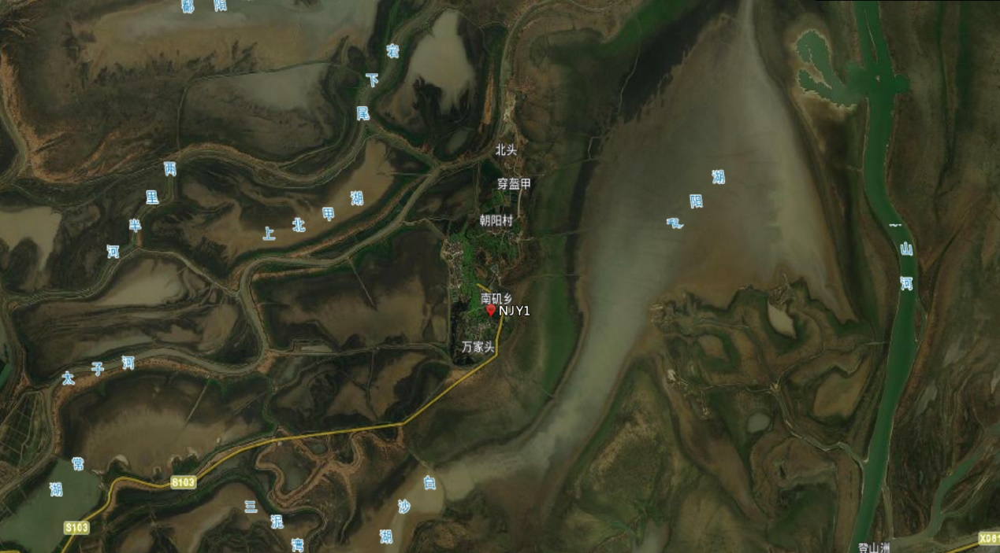 鄱阳
宕下尾
北头
穿盔甲
朝阳村
湖
阳
两里半河
上北甲湖
山河
南矶乡
NJY1
万家头
太子河
常湖
S103
S103
三泥湾
白沙湖
登山洲